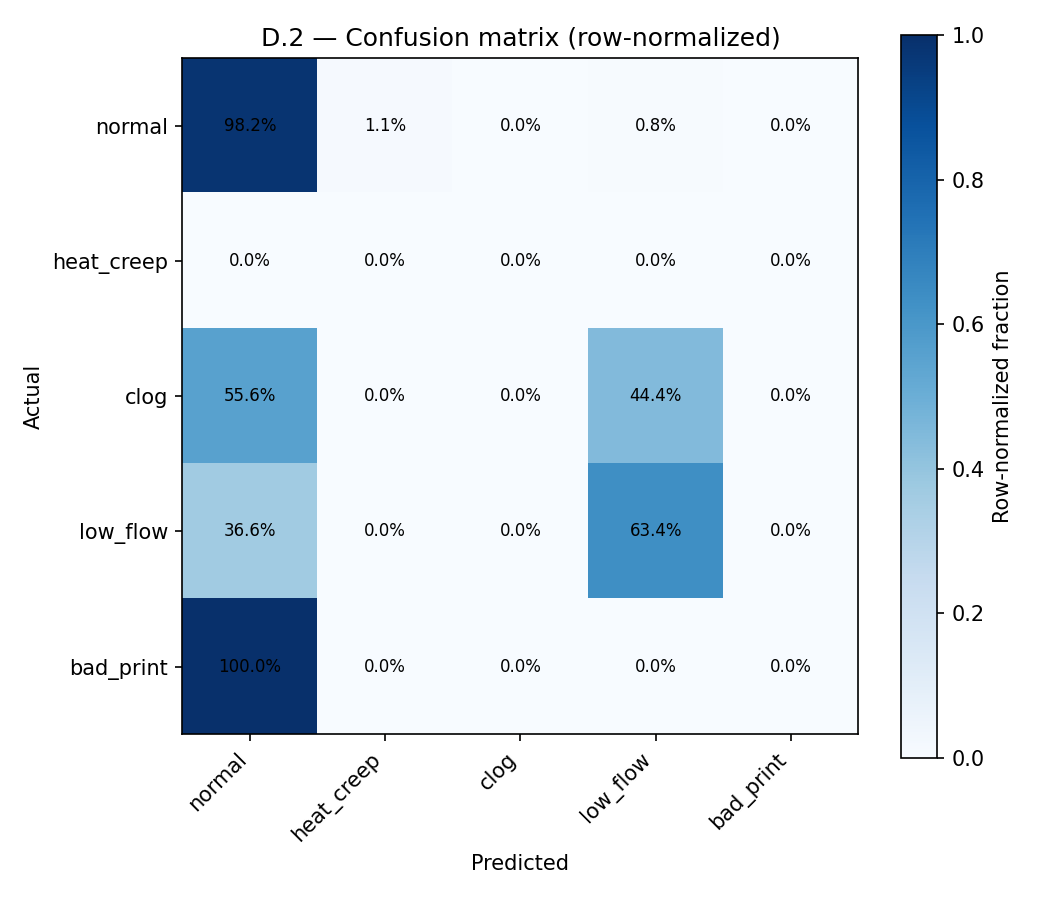 D.2 — Confusion matrix (row-normalized)
normal 98.2% 1.1% 0.0% 0.8% 0.0%
heat_creep 0.0% 0.0% 0.0% 0.0% 0.0%
clog 55.6% 0.0% 0.0% 44.4% 0.0%
low_flow 36.6% 0.0% 0.0% 63.4% 0.0%
bad_print 100.0% 0.0% 0.0% 0.0% 0.0%
Actual
normal heat_creep clog low_flow bad_print
Predicted
1.0
0.8
0.6
0.4
0.2
0.0
Row-normalized fraction